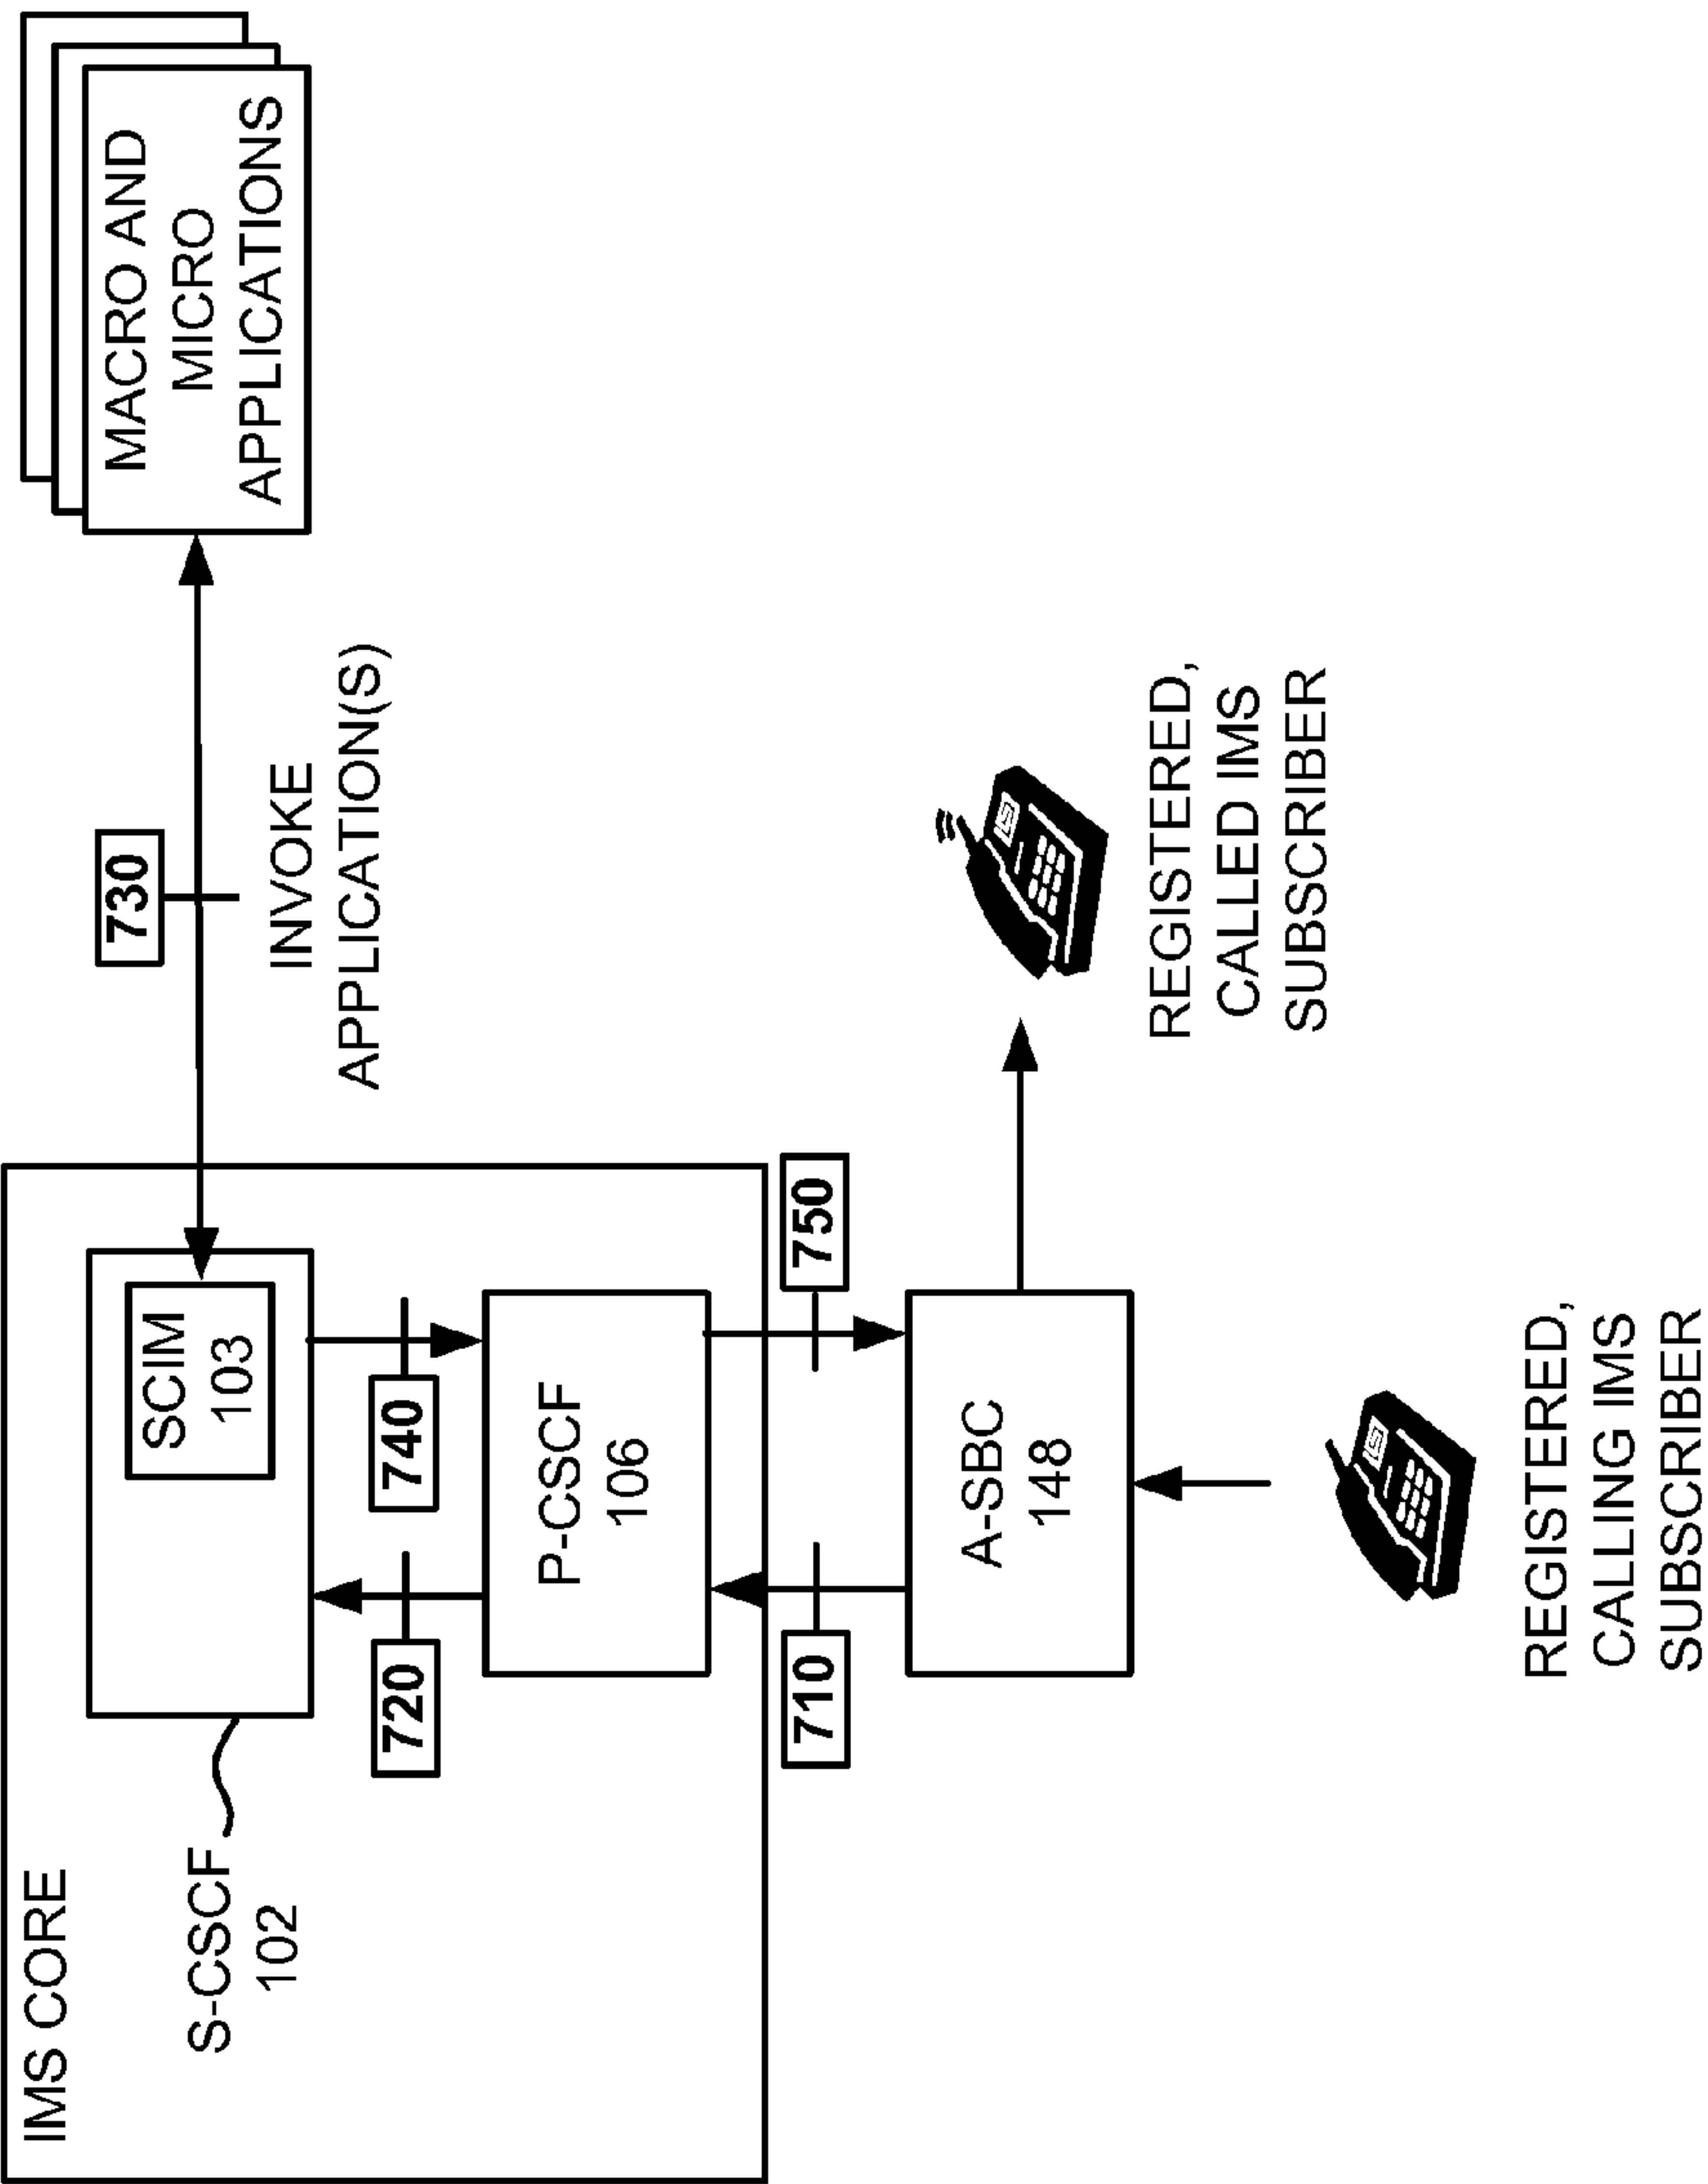 IMS CORE
S-CSCF
102
SCIM
103
730
INVOKE
APPLICATION(S)
MACRO AND
MICRO
APPLICATIONS
720
740
P-CSCF
106
710
750
A-SBC
148
REGISTERED,
CALLED IMS
SUBSCRIBER
REGISTERED,
CALLING IMS
SUBSCRIBER